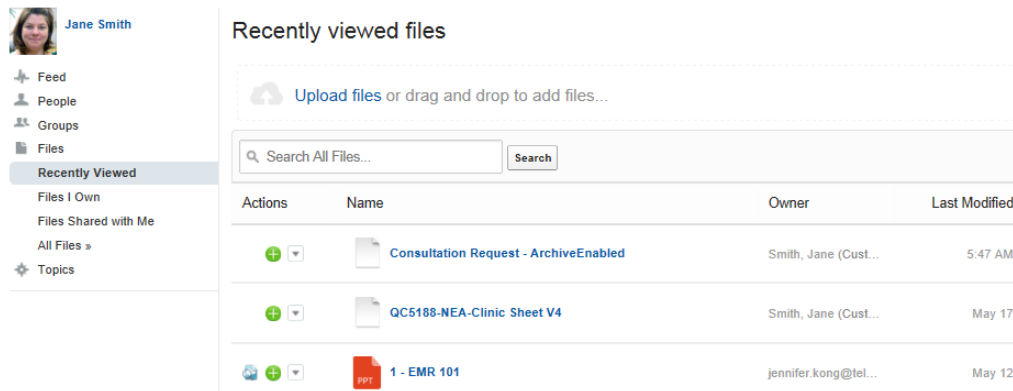 Jane Smith
Feed
People
Groups
Files
Recently Viewed
Files I Own
Files Shared with Me
All Files »
Topics
Recently viewed files
Upload files or drag and drop to add files...
Search All Files... Search
Actions Name Owner Last Modified
Consultation Request - ArchiveEnabled Smith, Jane (Cust... 5:47 AM
QC5188-NEA-Clinic Sheet V4 Smith, Jane (Cust... May 17
PPT 1 - EMR 101 jennifer.kong@tel... May 12